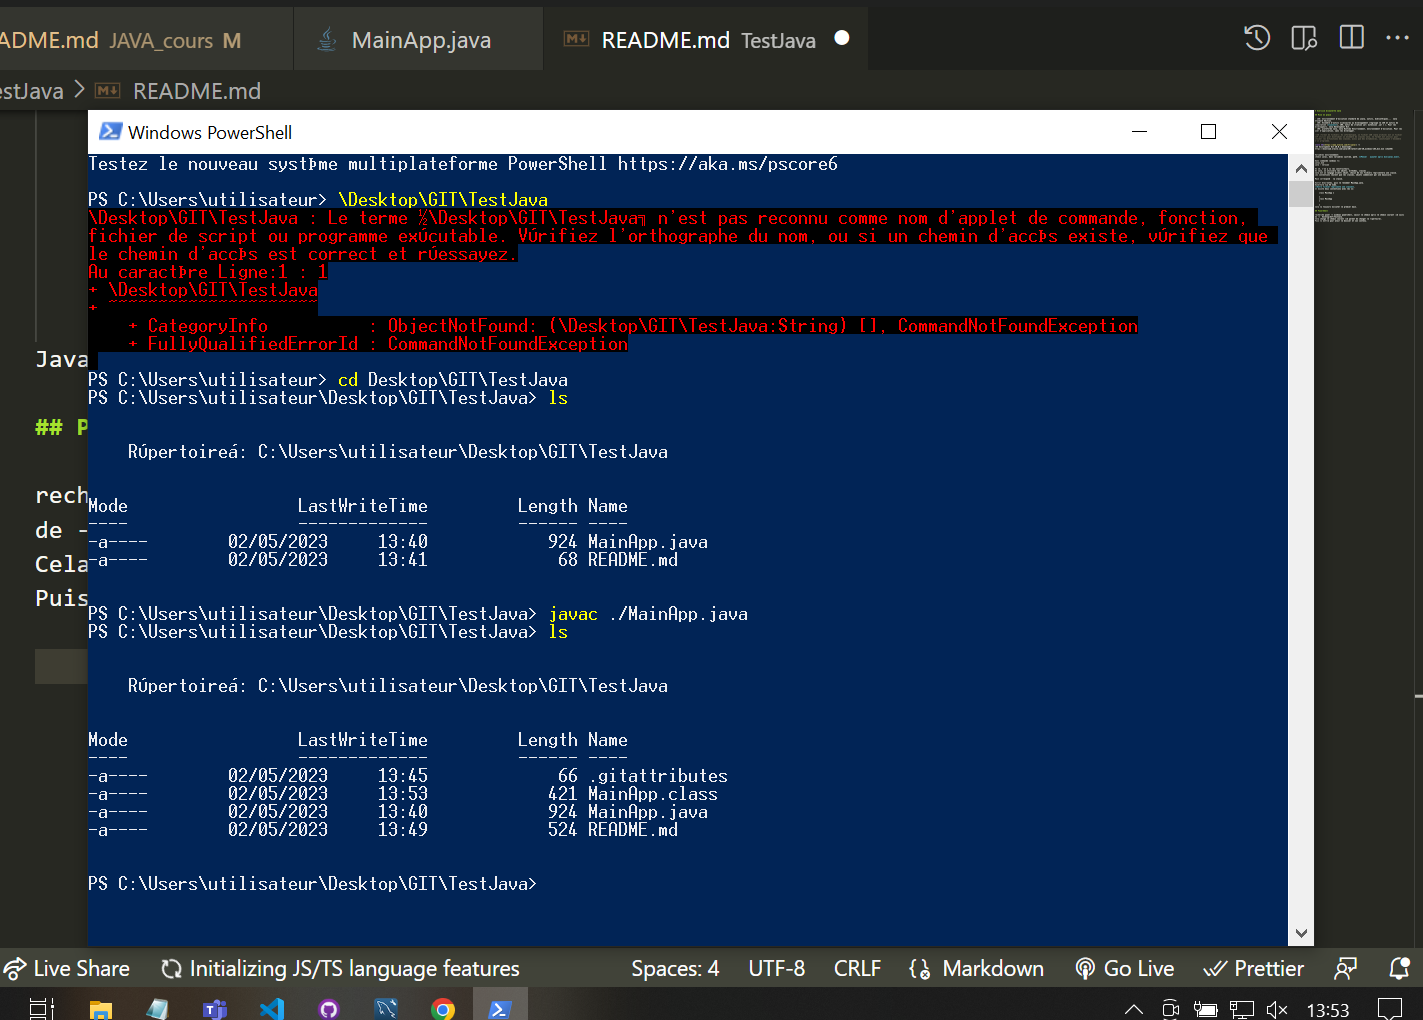 ADME.md JAVA_cours M
MainApp.java
README.md TestJava
estJava > README.md
Windows PowerShell
Testez le nouveau systÞme multiplateforme PowerShell https://aka.ms/pscore6
PS C:\Users\utilisateur> \Desktop\GIT\TestJava
\Desktop\GIT\TestJava : Le terme ½\Desktop\GIT\TestJava╗ n'est pas reconnu comme nom d'applet de commande, fonction,
fichier de script ou programme exÚcutable. VÚrifiez l'orthographe du nom, ou si un chemin d'accÞs existe, vÚrifiez que
le chemin d'accÞs est correct et rÚessayez.
Au caractÞre Ligne:1 : 1
+ \Desktop\GIT\TestJava
+ ~~~~~~~~~~~~~~~~~~~~~
+ CategoryInfo : ObjectNotFound: (\Desktop\GIT\TestJava:String) [], CommandNotFoundException
+ FullyQualifiedErrorId : CommandNotFoundException
Java
PS C:\Users\utilisateur> cd Desktop\GIT\TestJava
PS C:\Users\utilisateur\Desktop\GIT\TestJava> ls
## P
RÚpertoireá: C:\Users\utilisateur\Desktop\GIT\TestJava
rech
Mode LastWriteTime Length Name
---- ------------- ------ ----
de -
-a---- 02/05/2023 13:40 924 MainApp.java
-a---- 02/05/2023 13:41 68 README.md
Cela
Puis
PS C:\Users\utilisateur\Desktop\GIT\TestJava> javac ./MainApp.java
PS C:\Users\utilisateur\Desktop\GIT\TestJava> ls
RÚpertoireá: C:\Users\utilisateur\Desktop\GIT\TestJava
Mode LastWriteTime Length Name
---- ------------- ------ ----
-a---- 02/05/2023 13:45 66 .gitattributes
-a---- 02/05/2023 13:53 421 MainApp.class
-a---- 02/05/2023 13:40 924 MainApp.java
-a---- 02/05/2023 13:49 524 README.md
PS C:\Users\utilisateur\Desktop\GIT\TestJava>
Live Share Initializing JS/TS language features Spaces: 4 UTF-8 CRLF Markdown Go Live Prettier
13:53